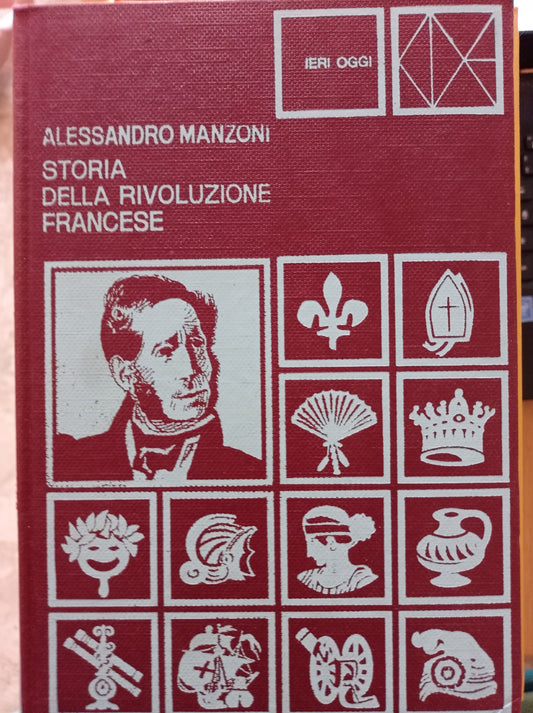 IERI OGGI
ALESSANDRO MANZONI
STORIA
DELLA RIVOLUZIONE
FRANCESE